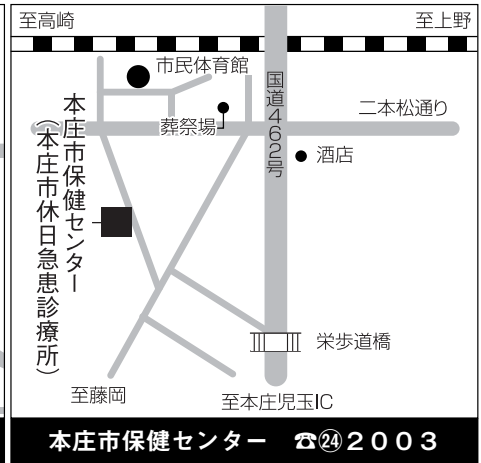 至高崎
至上野
市民体育館
国道462号
二本松通り
葬祭場
酒店
本庄市保健センター
(本庄市休日急患診療所)
栄歩道橋
至藤岡
至本庄児玉IC
本庄市保健センター ☎㉔2003